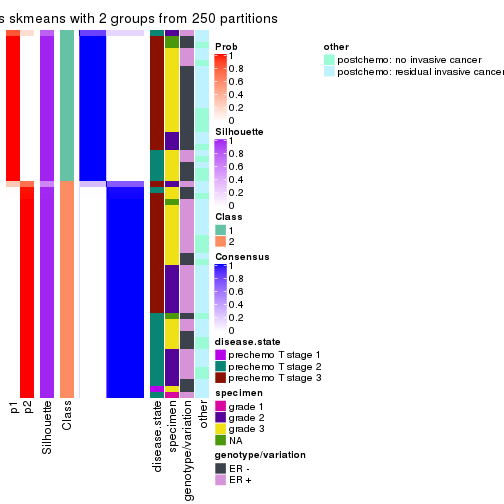 s skmeans with 2 groups from 250 partitions
Prob
1
0.8
0.6
0.4
0.2
0
Silhouette
1
0.8
0.6
0.4
0.2
0
Class
1
2
Consensus
1
0.8
0.6
0.4
0.2
0
disease.state
prechemo T stage 1
prechemo T stage 2
prechemo T stage 3
specimen
grade 1
grade 2
grade 3
NA
genotype/variation
ER -
ER +
other
postchemo: no invasive cancer
postchemo: residual invasive cancer
p1
p2
Silhouette
Class
disease.state
specimen
genotype/variation
other